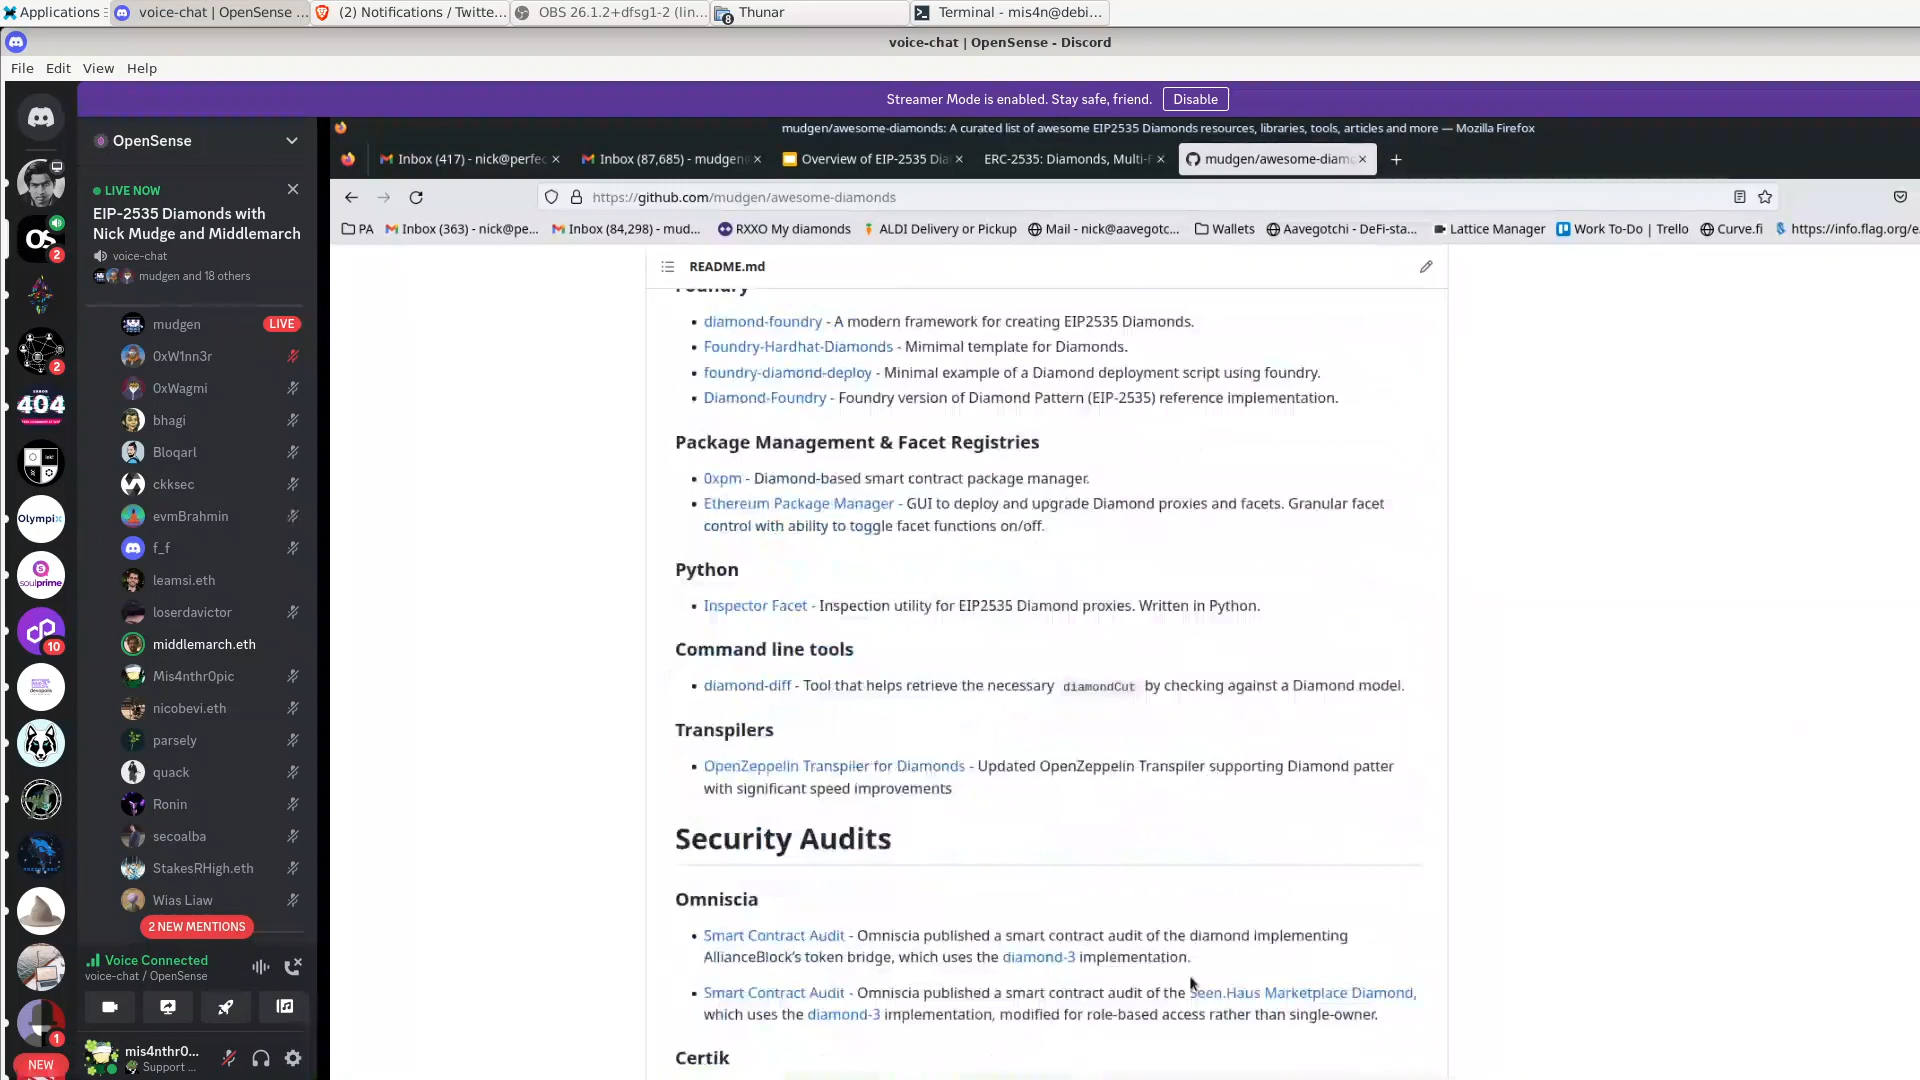 Applications
voice-chat | OpenSense ...
(2) Notifications / Twitte...
OBS 26.1.2+dfsg1-2 (lin...
8
Thunar
Terminal - mis4n@debi...
voice-chat | OpenSense - Discord
File Edit View Help
Streamer Mode is enabled. Stay safe, friend. Disable
OpenSense
LIVE NOW
EIP-2535 Diamonds with
Nick Mudge and Middlemarch
voice-chat
mudgen and 18 others
mudgen LIVE
0xW1nn3r
0xWagmi
bhagi
Bloqarl
ckksec
evmBrahmin
f_f
leamsi.eth
loserdavictor
middlemarch.eth
Mis4nthr0pic
nicobevi.eth
parsely
quack
Ronin
secoalba
StakesRHigh.eth
Wias Liaw
2 NEW MENTIONS
Voice Connected
voice-chat / OpenSense
mis4nthr0...
Support ...
OS
2
2
ERROR
404
Olympix
soulprime
10
devopolis
1
NEW
mudgen/awesome-diamonds: A curated list of awesome EIP2535 Diamonds resources, libraries, tools, articles and more — Mozilla Firefox
Inbox (417) - nick@perfec
Inbox (87,685) - mudgen
Overview of EIP-2535 Dia
ERC-2535: Diamonds, Multi-F
mudgen/awesome-diam
https://github.com/mudgen/awesome-diamonds
PA
Inbox (363) - nick@pe...
Inbox (84,298) - mud...
RXXO My diamonds
ALDI Delivery or Pickup
Mail - nick@aavegotc...
Wallets
Aavegotchi - DeFi-sta...
Lattice Manager
Work To-Do | Trello
Curve.fi
https://info.flag.org/e
README.md
Foundry
diamond-foundry - A modern framework for creating EIP2535 Diamonds.
Foundry-Hardhat-Diamonds - Mimimal template for Diamonds.
foundry-diamond-deploy - Minimal example of a Diamond deployment script using foundry.
Diamond-Foundry - Foundry version of Diamond Pattern (EIP-2535) reference implementation.
Package Management & Facet Registries
0xpm - Diamond-based smart contract package manager.
Ethereum Package Manager - GUI to deploy and upgrade Diamond proxies and facets. Granular facet
control with ability to toggle facet functions on/off.
Python
Inspector Facet - Inspection utility for EIP2535 Diamond proxies. Written in Python.
Command line tools
diamond-diff - Tool that helps retrieve the necessary diamondCut by checking against a Diamond model.
Transpilers
OpenZeppelin Transpiler for Diamonds - Updated OpenZeppelin Transpiler supporting Diamond patter
with significant speed improvements
Security Audits
Omniscia
Smart Contract Audit - Omniscia published a smart contract audit of the diamond implementing
AllianceBlock's token bridge, which uses the diamond-3 implementation.
Smart Contract Audit - Omniscia published a smart contract audit of the Seen.Haus Marketplace Diamond,
which uses the diamond-3 implementation, modified for role-based access rather than single-owner.
Certik